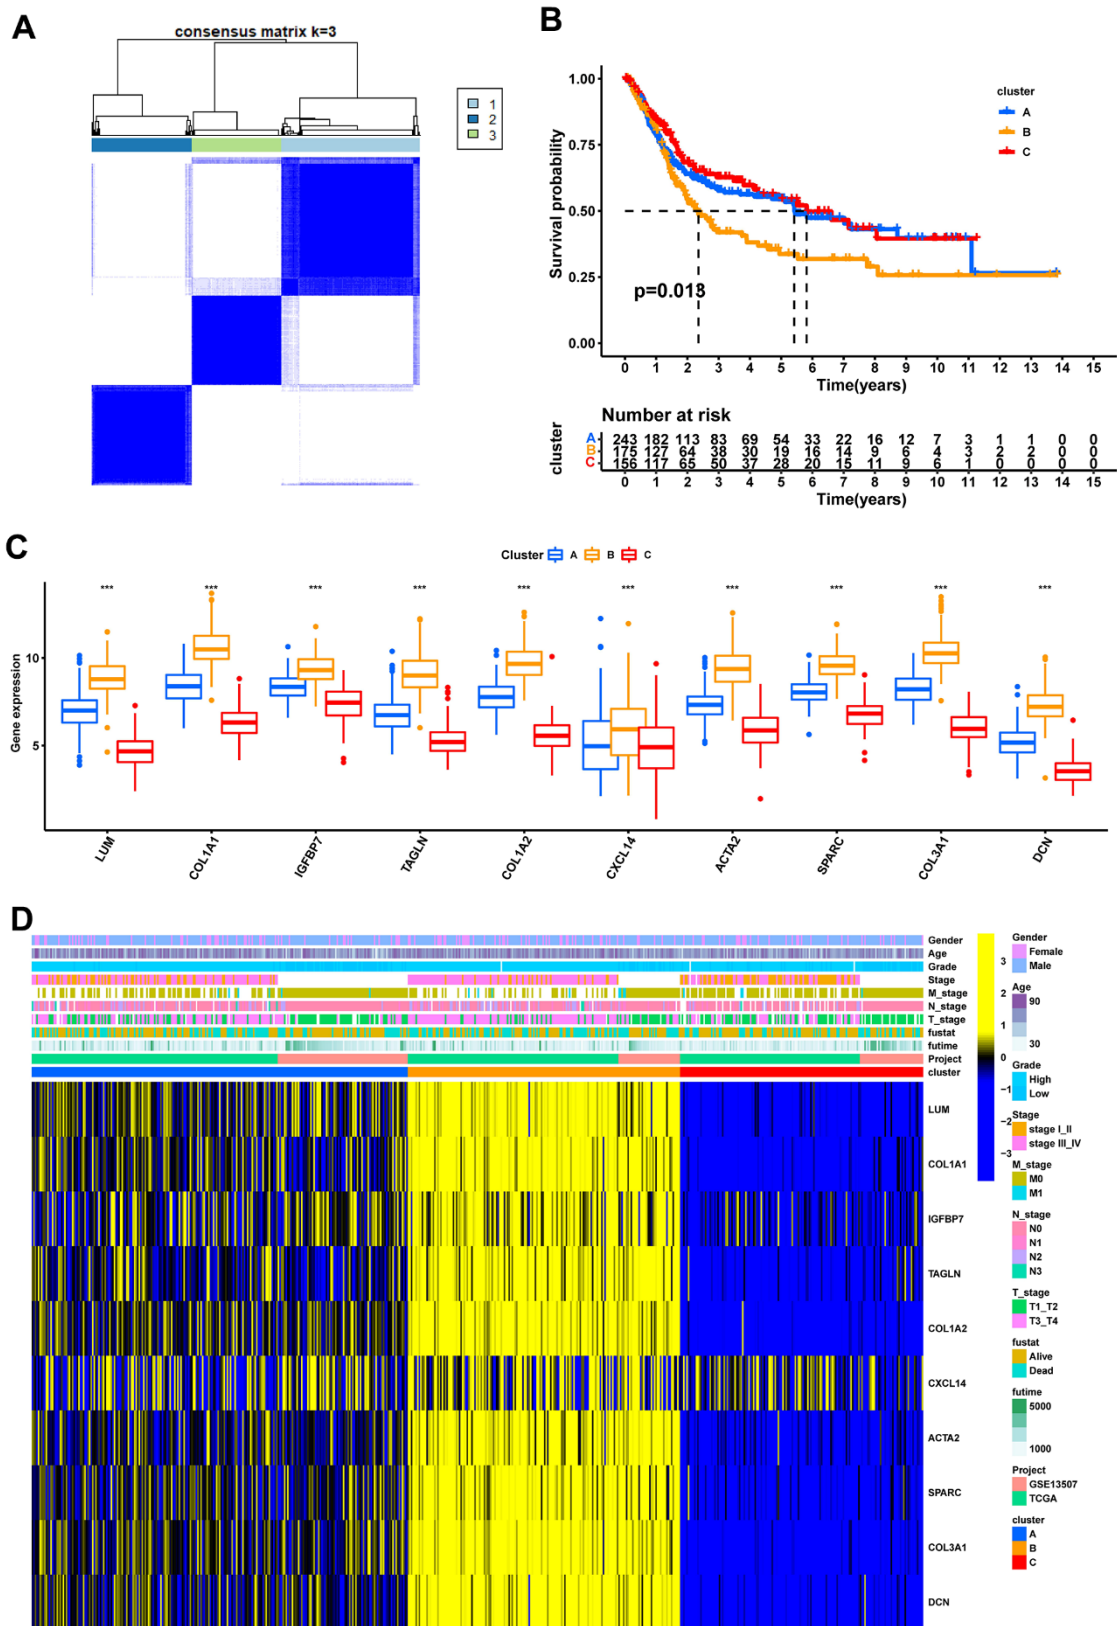 A
consensus matrix k=3
1
2
3
B
cluster
A
B
C
Survival probability
1.00
0.75
0.50
0.25
0.00
p=0.013
0 1 2 3 4 5 6 7 8 9 10 11 12 13 14 15
Time(years)
Number at risk
cluster
A 243 182 113 83 69 54 33 22 16 12 7 3 1 1 0 0
B 175 127 64 38 30 19 16 14 9 6 4 3 2 2 0 0
C 156 117 65 50 37 28 20 15 11 9 6 1 0 0 0 0
0 1 2 3 4 5 6 7 8 9 10 11 12 13 14 15
Time(years)
C
Cluster A B C
*** *** *** *** *** *** *** *** *** ***
Gene expression
10
5
LUM COL1A1 IGFBP7 TAGLN COL1A2 CXCL14 ACTA2 SPARC COL3A1 DCN
D
Gender
Age
Grade
Stage
M_stage
N_stage
T_stage
fustat
futime
Project
cluster
LUM
COL1A1
IGFBP7
TAGLN
COL1A2
CXCL14
ACTA2
SPARC
COL3A1
DCN
3
2
1
0
−1
−2
−3
Gender
Female
Male
Age
90
30
Grade
High
Low
Stage
stage I_II
stage III_IV
M_stage
M0
M1
N_stage
N0
N1
N2
N3
T_stage
T1_T2
T3_T4
fustat
Alive
Dead
futime
5000
1000
Project
GSE13507
TCGA
cluster
A
B
C